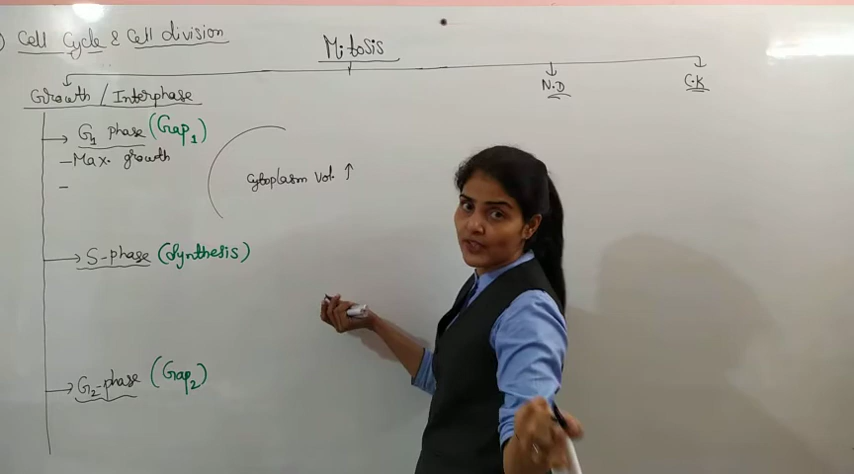 ) Cell Cycle & Cell division
Mitosis
Growth / Interphase
N.D
C.K
G1 phase (Gap1)
- Max. growth
-
Cytoplasm Vol. ↑
S-phase (Synthesis)
G2-phase (Gap2)